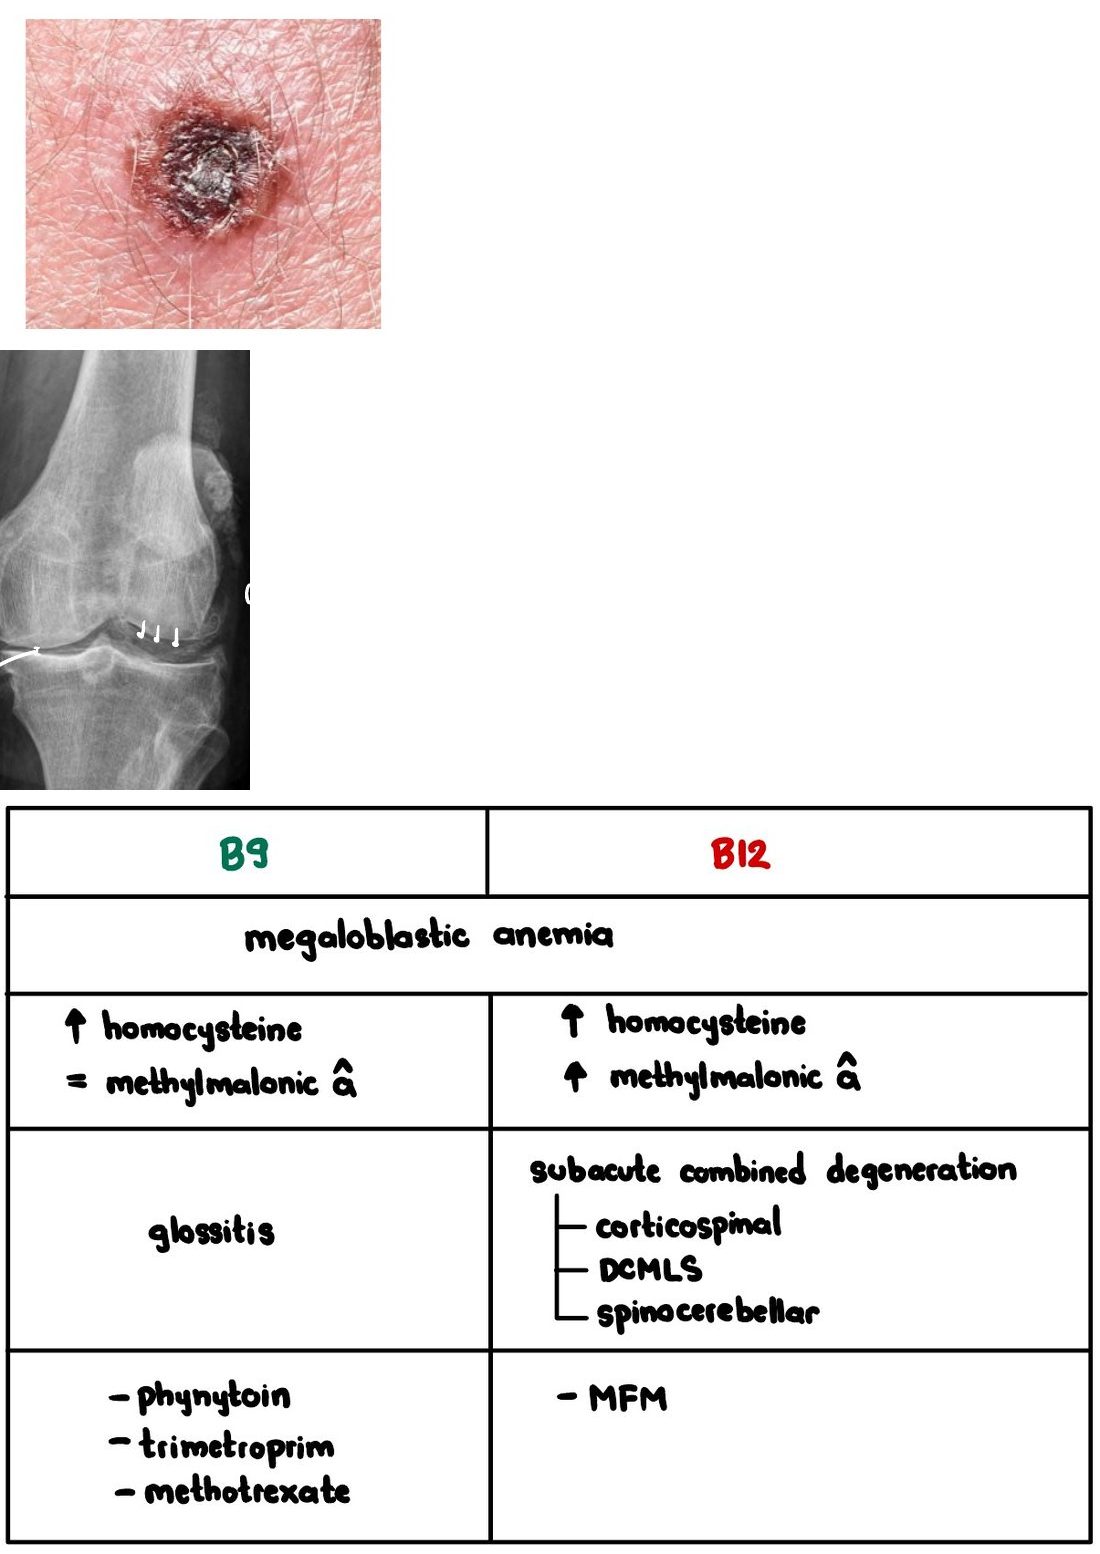 B9 B12
megaloblastic anemia
↑ homocysteine
= methylmalonic â
↑ homocysteine
↑ methylmalonic â
glossitis
subacute combined degeneration
corticospinal
DCMLS
spinocerebellar
- phynytoin
- trimetroprim
- methotrexate
- MFM